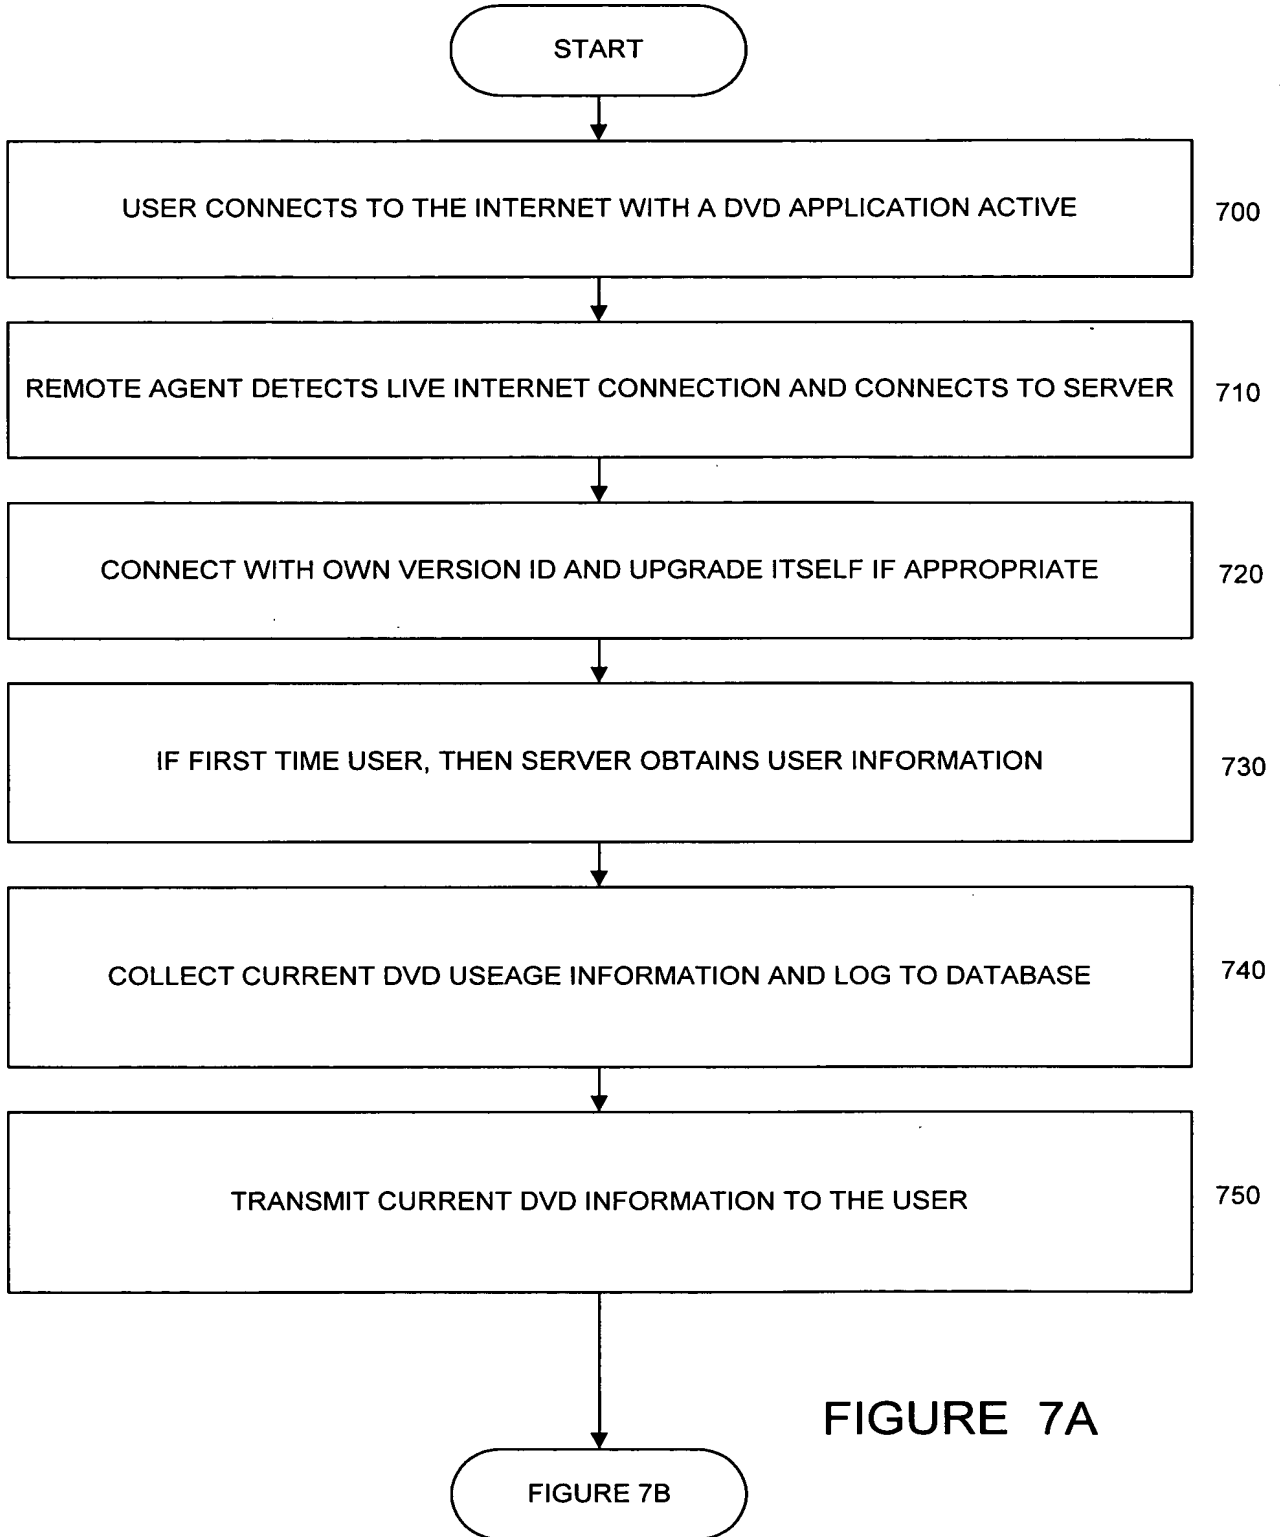 START
USER CONNECTS TO THE INTERNET WITH A DVD APPLICATION ACTIVE
700
REMOTE AGENT DETECTS LIVE INTERNET CONNECTION AND CONNECTS TO SERVER
710
CONNECT WITH OWN VERSION ID AND UPGRADE ITSELF IF APPROPRIATE
720
IF FIRST TIME USER, THEN SERVER OBTAINS USER INFORMATION
730
COLLECT CURRENT DVD USEAGE INFORMATION AND LOG TO DATABASE
740
TRANSMIT CURRENT DVD INFORMATION TO THE USER
750
FIGURE 7A
FIGURE 7B